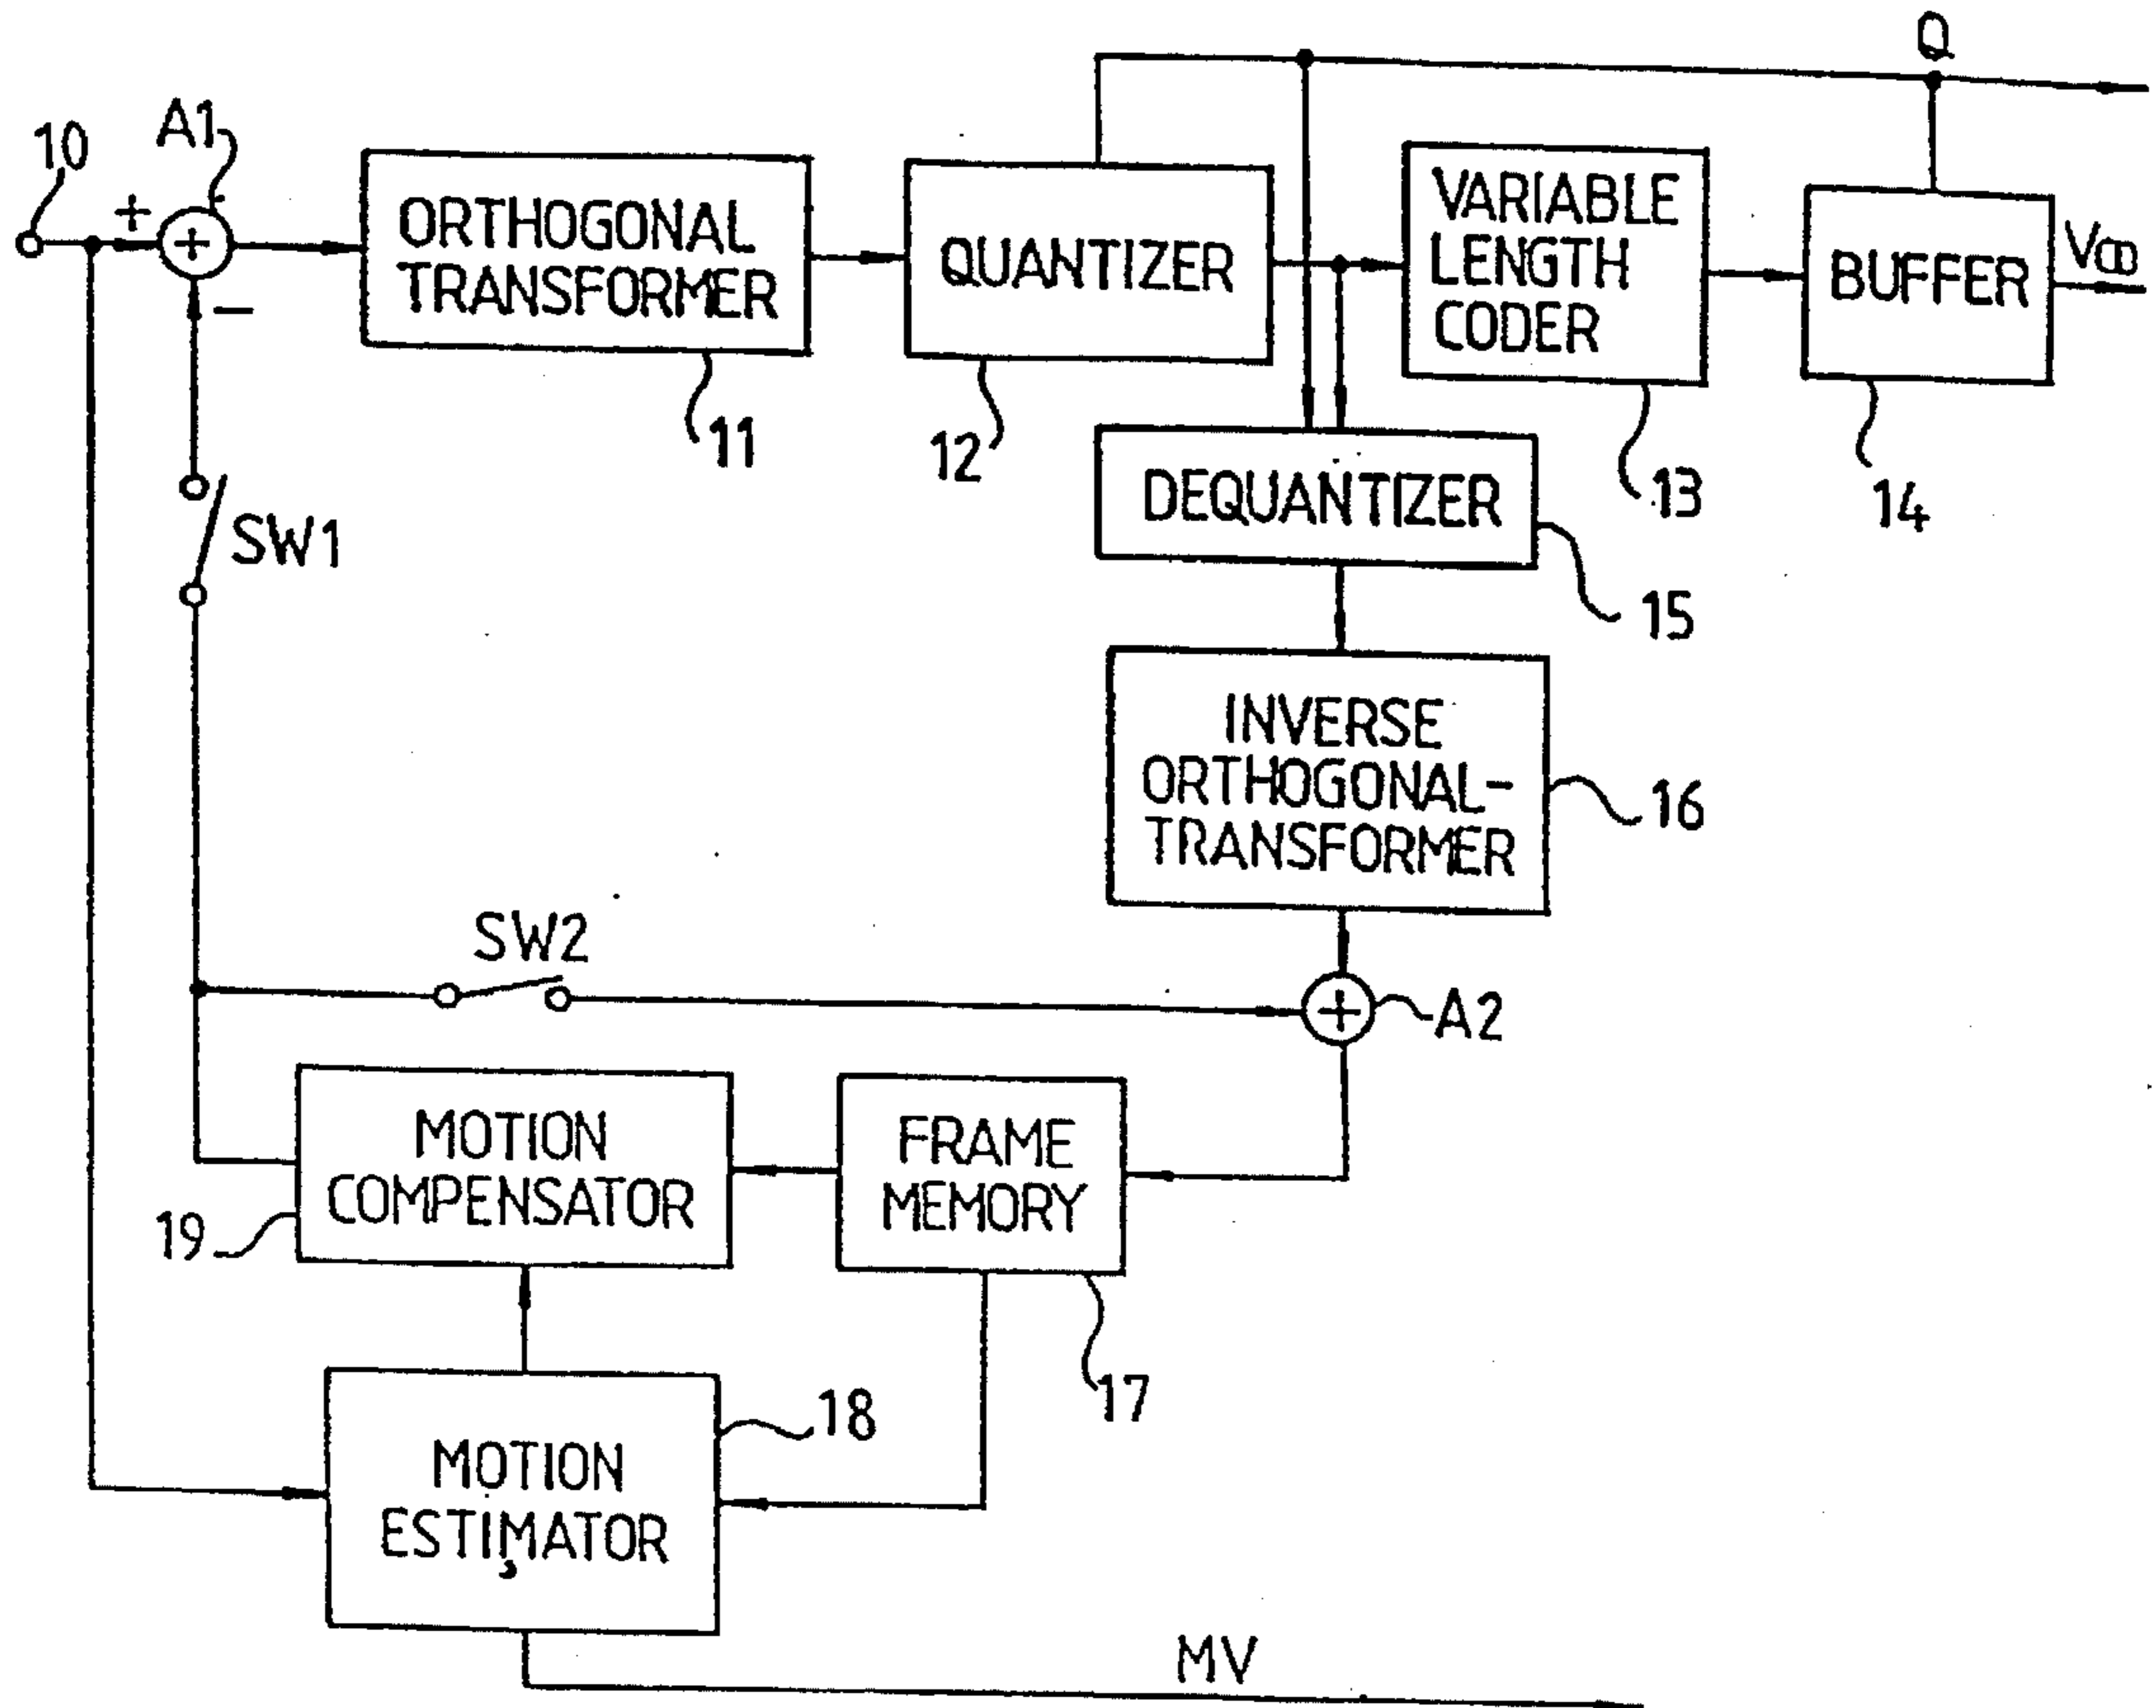 Q
10
A1
+
+
−
ORTHOGONAL
TRANSFORMER
11
QUANTIZER
12
VARIABLE
LENGTH
CODER
13
BUFFER
14
SW1
DEQUANTIZER
15
INVERSE
ORTHOGONAL-
TRANSFORMER
16
SW2
+
A2
MOTION
COMPENSATOR
19
FRAME
MEMORY
17
MOTION
ESTIMATOR
18
MV